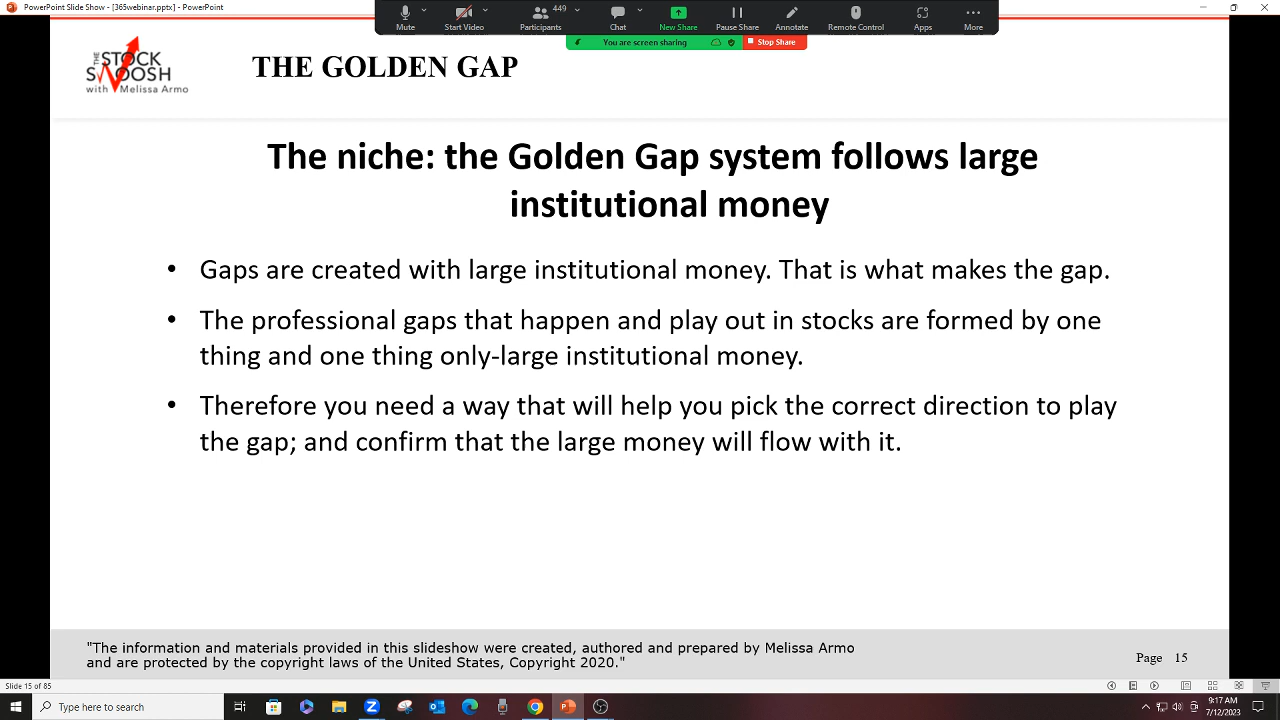 PowerPoint Slide Show - [365webinar.pptx] - PowerPoint
449
Mute
Start Video
Participants
Chat
New Share
Pause Share
Annotate
Remote Control
Apps
More
You are screen sharing
Stop Share
THE STOCK
SWOOSH
with Melissa Armo
THE GOLDEN GAP
The niche: the Golden Gap system follows large
institutional money
• Gaps are created with large institutional money. That is what makes the gap.
• The professional gaps that happen and play out in stocks are formed by one
thing and one thing only-large institutional money.
• Therefore you need a way that will help you pick the correct direction to play
the gap; and confirm that the large money will flow with it.
"The information and materials provided in this slideshow were created, authored and prepared by Melissa Armo
and are protected by the copyright laws of the United States, Copyright 2020."
Page 15
Slide 15 of 85
Type here to search
9:17 AM
7/12/2023